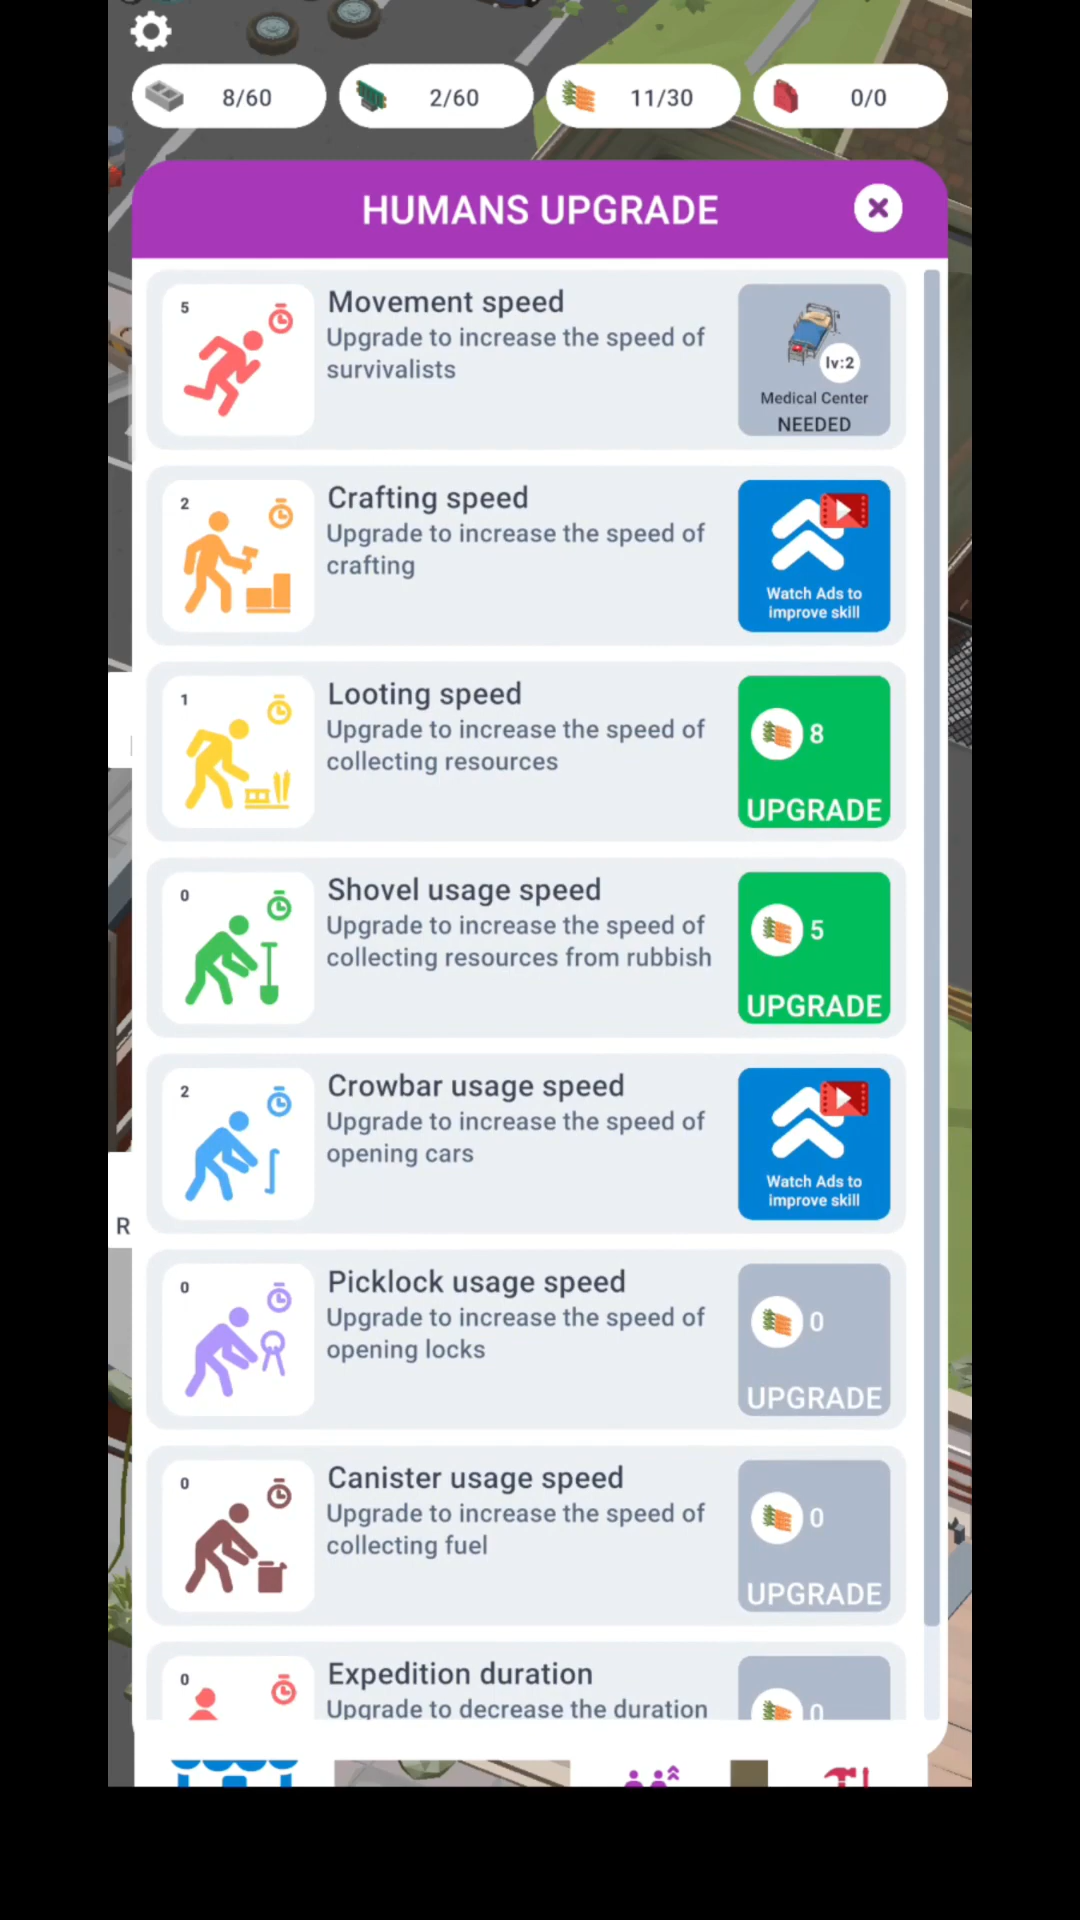 8/60
2/60
11/30
0/0
HUMANS UPGRADE
5
Movement speed
Upgrade to increase the speed of
survivalists
lv:2
Medical Center
NEEDED
2
Crafting speed
Upgrade to increase the speed of
crafting
Watch Ads to
improve skill
1
Looting speed
Upgrade to increase the speed of
collecting resources
8
UPGRADE
0
Shovel usage speed
Upgrade to increase the speed of
collecting resources from rubbish
5
UPGRADE
2
Crowbar usage speed
Upgrade to increase the speed of
opening cars
Watch Ads to
improve skill
R
0
Picklock usage speed
Upgrade to increase the speed of
opening locks
0
UPGRADE
0
Canister usage speed
Upgrade to increase the speed of
collecting fuel
0
UPGRADE
0
Expedition duration
Upgrade to decrease the duration
0